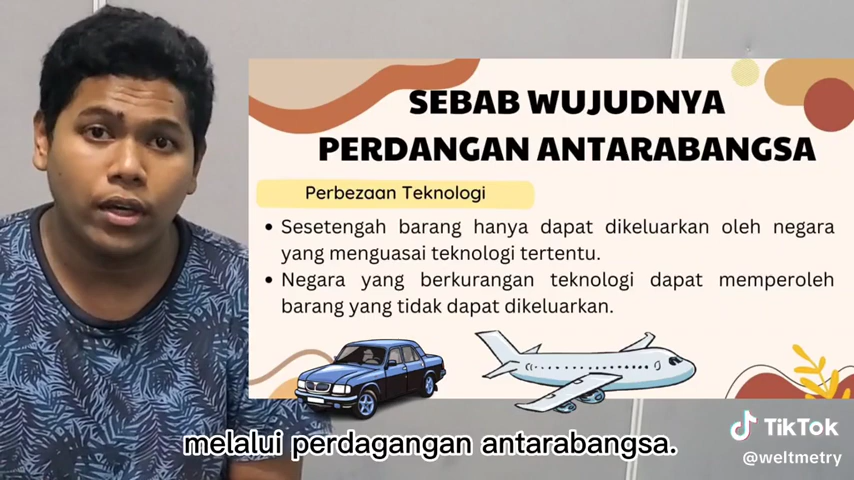 SEBAB WUJUDNYA
PERDANGAN ANTARABANGSA
Perbezaan Teknologi
• Sesetengah barang hanya dapat dikeluarkan oleh negara
yang menguasai teknologi tertentu.
• Negara yang berkurangan teknologi dapat memperoleh
barang yang tidak dapat dikeluarkan.
melalui perdagangan antarabangsa.
TikTok
@weltmetry